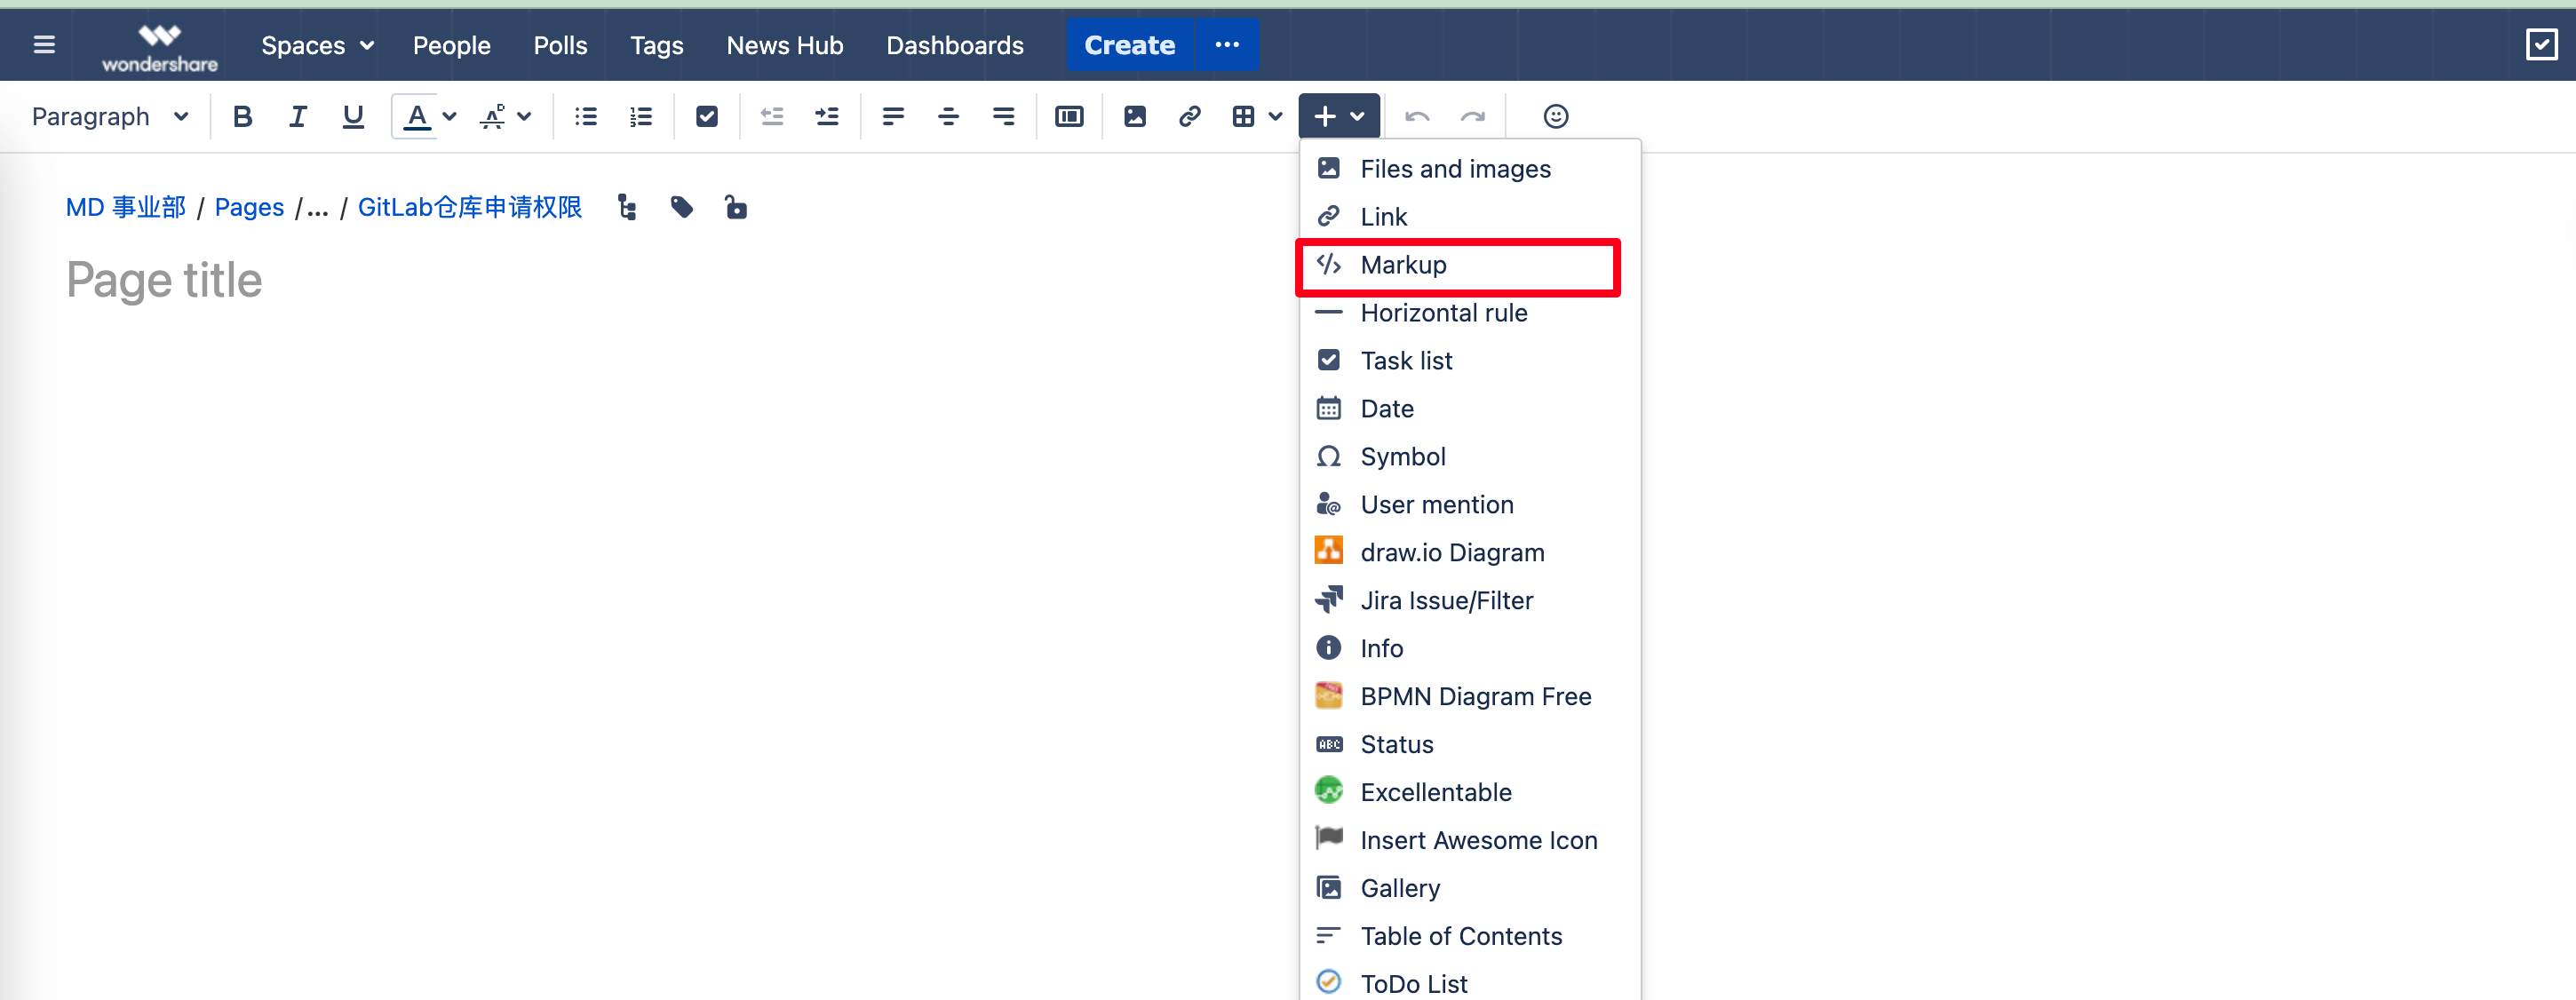 wondershare
Spaces People Polls Tags News Hub Dashboards Create ...
Paragraph B I U A
MD 事业部 / Pages /... / GitLab仓库申请权限
Page title
Files and images
Link
</> Markup
Horizontal rule
Task list
Date
Symbol
User mention
draw.io Diagram
Jira Issue/Filter
Info
BPMN Diagram Free
ABC Status
Excellentable
Insert Awesome Icon
Gallery
Table of Contents
ToDo List